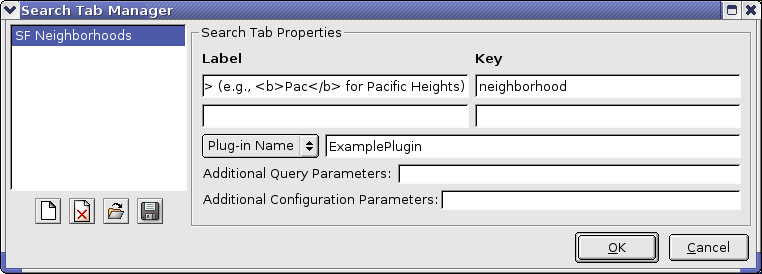 Search Tab Manager
SF Neighborhoods
Search Tab Properties
Label Key
> (e.g., <b>Pac</b> for Pacific Heights) neighborhood
Plug-in Name ExamplePlugin
Additional Query Parameters:
Additional Configuration Parameters:
OK Cancel